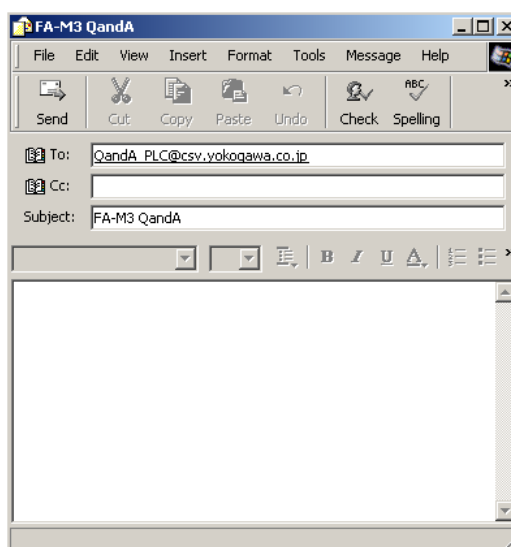 FA-M3 QandA
File Edit View Insert Format Tools Message Help
Send Cut Copy Paste Undo Check Spelling
To: QandA_PLC@csv.yokogawa.co.jp
Cc:
Subject: FA-M3 QandA
B I U A